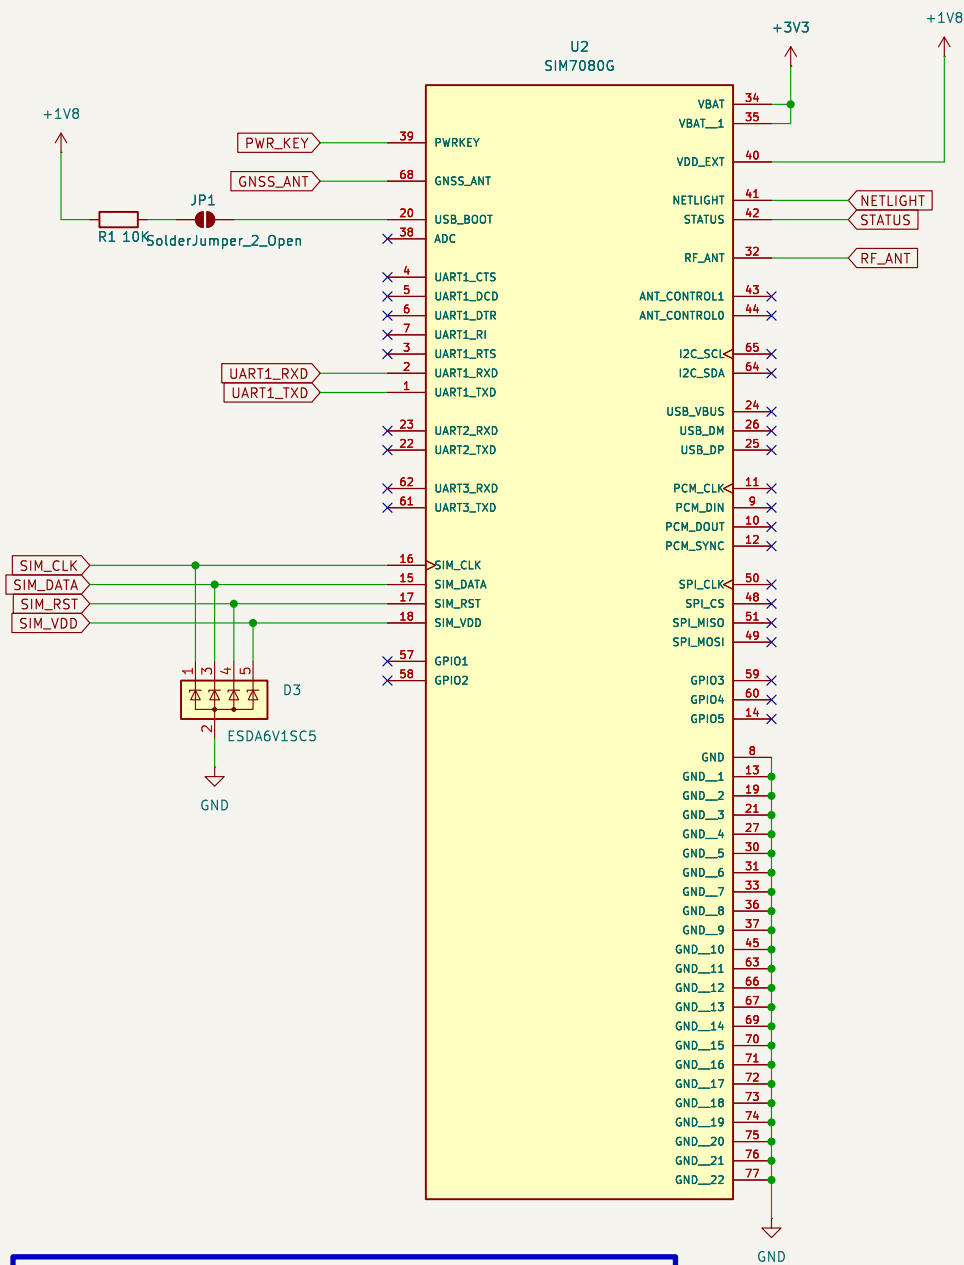 U2
SIM7080G
+1V8
+3V3
+1V8
PWR_KEY
GNSS_ANT
JP1
R1 10K
SolderJumper_2_Open
39 PWRKEY
68 GNSS_ANT
20 USB_BOOT
38 ADC
4 UART1_CTS
5 UART1_DCD
6 UART1_DTR
7 UART1_RI
3 UART1_RTS
UART1_RXD 2 UART1_RXD
UART1_TXD 1 UART1_TXD
23 UART2_RXD
22 UART2_TXD
62 UART3_RXD
61 UART3_TXD
SIM_CLK 16 SIM_CLK
SIM_DATA 15 SIM_DATA
SIM_RST 17 SIM_RST
SIM_VDD 18 SIM_VDD
57 GPIO1
58 GPIO2
1 3 4 5
D3
2
ESDA6V1SC5
GND
VBAT 34
VBAT__1 35
VDD_EXT 40
NETLIGHT 41 NETLIGHT
STATUS 42 STATUS
RF_ANT 32 RF_ANT
ANT_CONTROL1 43
ANT_CONTROL0 44
I2C_SCL 65
I2C_SDA 64
USB_VBUS 24
USB_DM 26
USB_DP 25
PCM_CLK 11
PCM_DIN 9
PCM_DOUT 10
PCM_SYNC 12
SPI_CLK 50
SPI_CS 48
SPI_MISO 51
SPI_MOSI 49
GPIO3 59
GPIO4 60
GPIO5 14
GND 8
GND__1 13
GND__2 19
GND__3 21
GND__4 27
GND__5 30
GND__6 31
GND__7 33
GND__8 36
GND__9 37
GND__10 45
GND__11 63
GND__12 66
GND__13 67
GND__14 69
GND__15 70
GND__16 71
GND__17 72
GND__18 73
GND__19 74
GND__20 75
GND__21 76
GND__22 77
GND